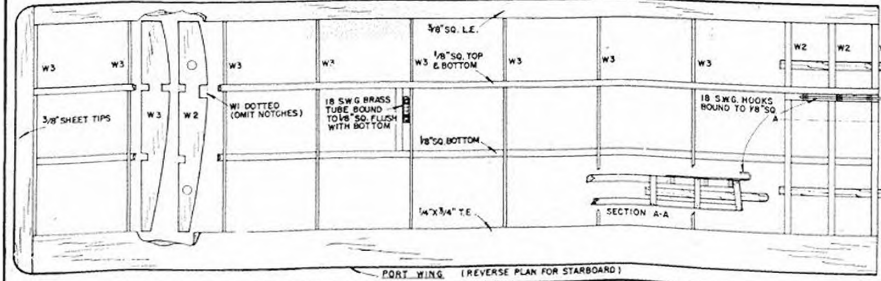 3/8" SQ. L.E.
1/8" SQ. TOP
& BOTTOM
W3
W3
W3
W3
W3
W3
W3
W2
W2
3/8" SHEET TIPS
W3
W2
W1 DOTTED
(OMIT NOTCHES)
18 S.W.G. BRASS
TUBE BOUND
TO 1/8" SQ. FLUSH
WITH BOTTOM
18 S.W.G. HOOKS
BOUND TO 1/8" SQ.
A
1/8" SQ. BOTTOM
SECTION A-A
1/4" X 3/4" T.E.
PORT WING (REVERSE PLAN FOR STARBOARD)